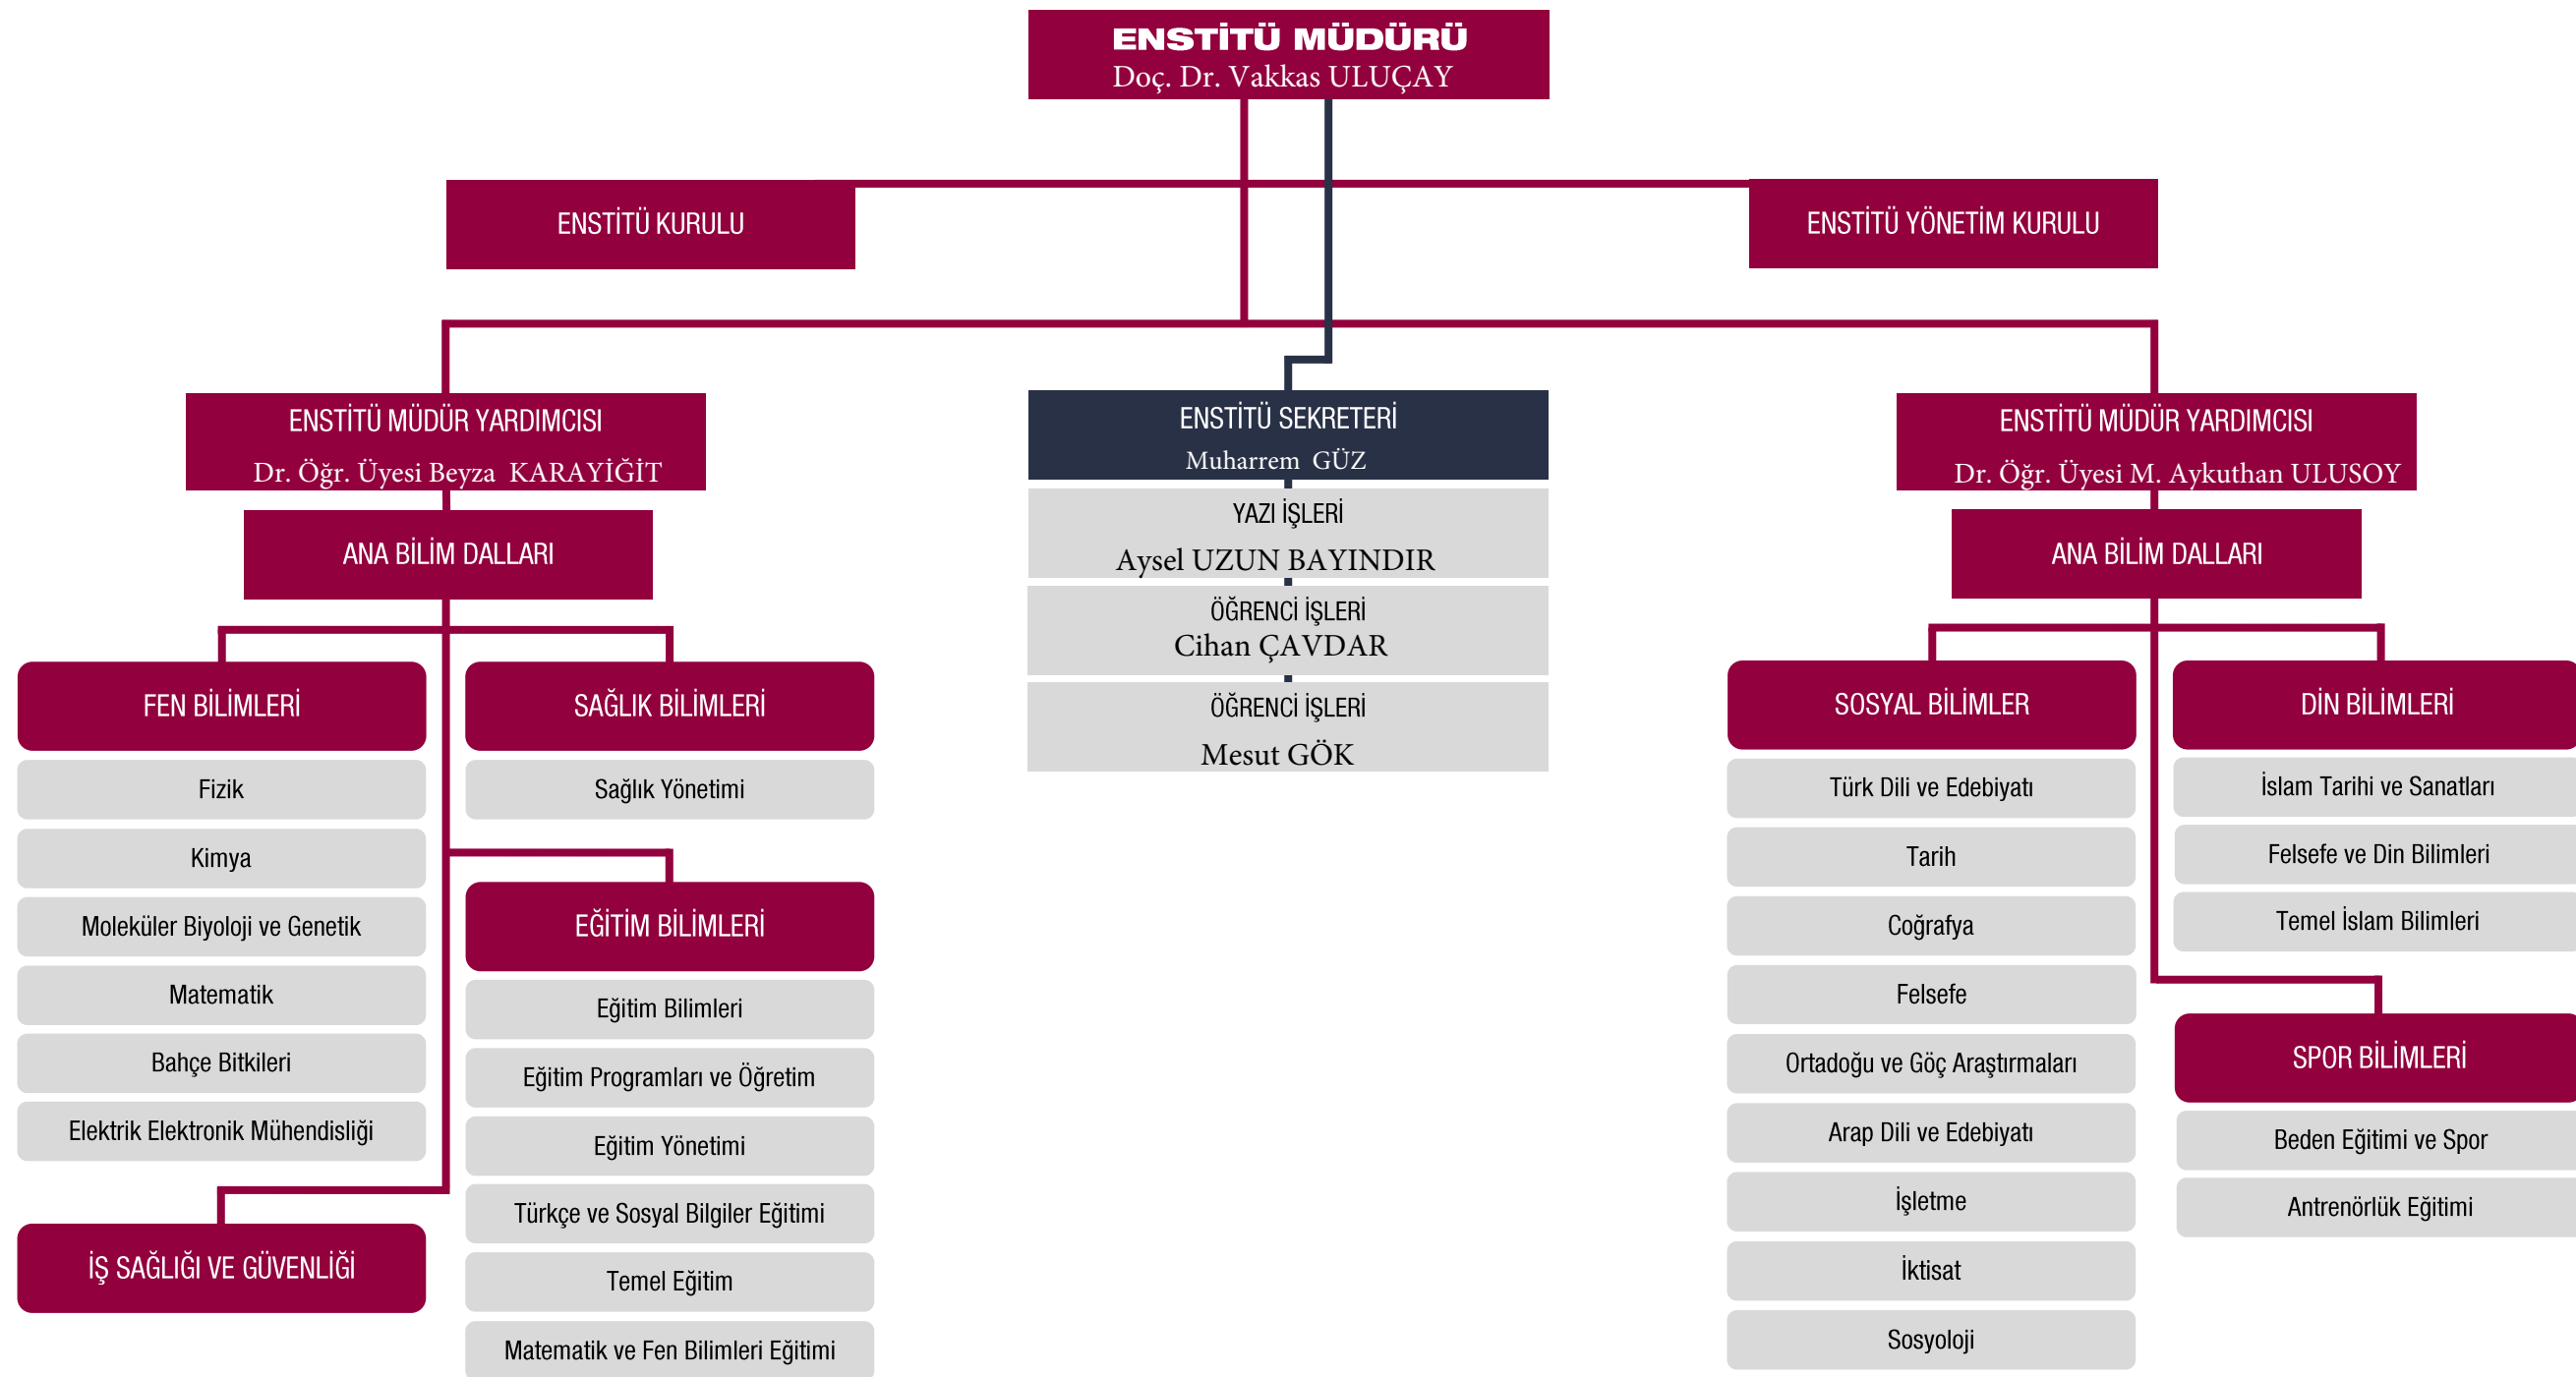 ENSTİTÜ MÜDÜRÜ
Doç. Dr. Vakkas ULUÇAY
ENSTİTÜ KURULU
ENSTİTÜ YÖNETİM KURULU
ENSTİTÜ MÜDÜR YARDIMCISI
Dr. Öğr. Üyesi Beyza KARAYİĞİT
ANA BİLİM DALLARI
FEN BİLİMLERİ
Fizik
Kimya
Moleküler Biyoloji ve Genetik
Matematik
Bahçe Bitkileri
Elektrik Elektronik Mühendisliği
İŞ SAĞLIĞI VE GÜVENLİĞİ
SAĞLIK BİLİMLERİ
Sağlık Yönetimi
EĞİTİM BİLİMLERİ
Eğitim Bilimleri
Eğitim Programları ve Öğretim
Eğitim Yönetimi
Türkçe ve Sosyal Bilgiler Eğitimi
Temel Eğitim
Matematik ve Fen Bilimleri Eğitimi
ENSTİTÜ SEKRETERİ
Muharrem GÜZ
YAZI İŞLERİ
Aysel UZUN BAYINDIR
ÖĞRENCİ İŞLERİ
Cihan ÇAVDAR
ÖĞRENCİ İŞLERİ
Mesut GÖK
ENSTİTÜ MÜDÜR YARDIMCISI
Dr. Öğr. Üyesi M. Aykuthan ULUSOY
ANA BİLİM DALLARI
SOSYAL BİLİMLER
Türk Dili ve Edebiyatı
Tarih
Coğrafya
Felsefe
Ortadoğu ve Göç Araştırmaları
Arap Dili ve Edebiyatı
İşletme
İktisat
Sosyoloji
DİN BİLİMLERİ
İslam Tarihi ve Sanatları
Felsefe ve Din Bilimleri
Temel İslam Bilimleri
SPOR BİLİMLERİ
Beden Eğitimi ve Spor
Antrenörlük Eğitimi